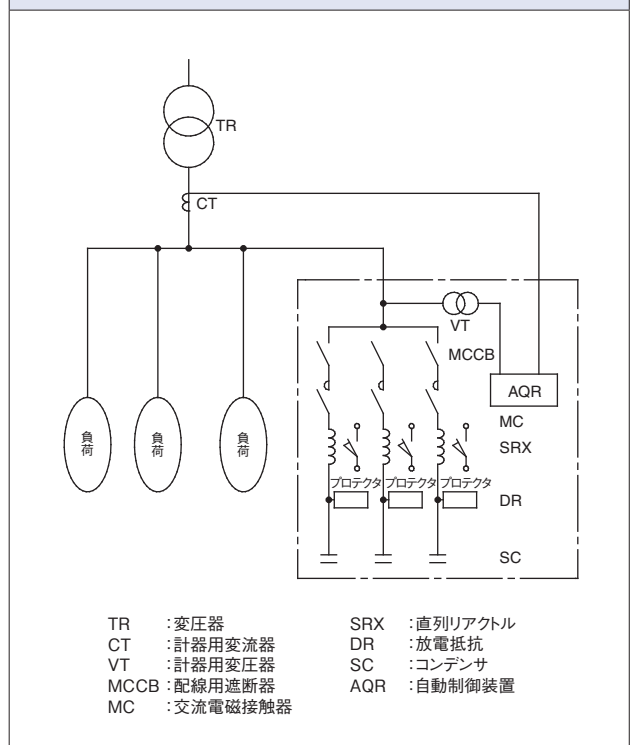 TR
CT
VT
MCCB
AQR
MC
SRX
負荷
負荷
負荷
プロテクタ プロテクタ プロテクタ
DR
SC
TR :変圧器
CT :計器用変流器
VT :計器用変圧器
MCCB :配線用遮断器
MC :交流電磁接触器
SRX :直列リアクトル
DR :放電抵抗
SC :コンデンサ
AQR :自動制御装置